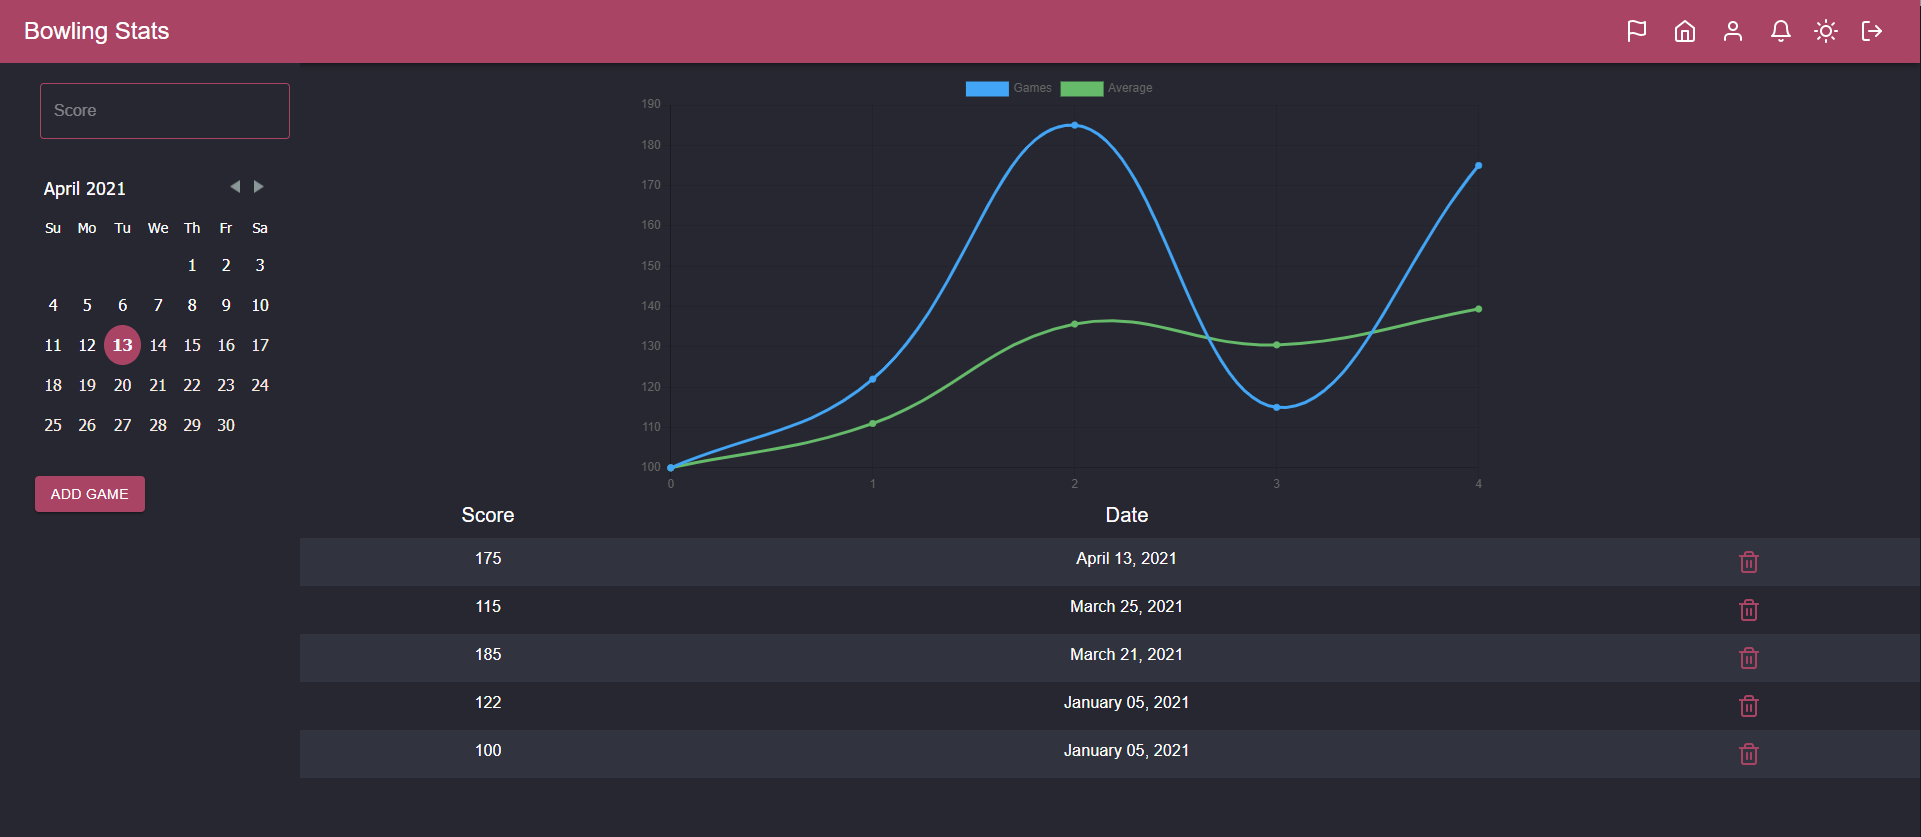 Bowling Stats
Score
April 2021
Su Mo Tu We Th Fr Sa
1 2 3
4 5 6 7 8 9 10
11 12 13 14 15 16 17
18 19 20 21 22 23 24
25 26 27 28 29 30
ADD GAME
Games Average
190
180
170
160
150
140
130
120
110
100
0 1 2 3 4
Score Date
175 April 13, 2021
115 March 25, 2021
185 March 21, 2021
122 January 05, 2021
100 January 05, 2021